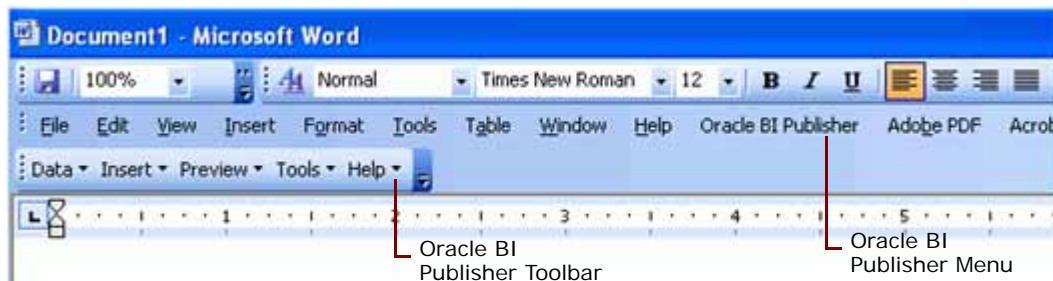 Document1 - Microsoft Word
100% Normal Times New Roman 12 B I U
File Edit View Insert Format Tools Table Window Help Oracle BI Publisher Adobe PDF Acrob
Data Insert Preview Tools Help
L 1 2 3 4 5
Oracle BI
Publisher Toolbar
Oracle BI
Publisher Menu